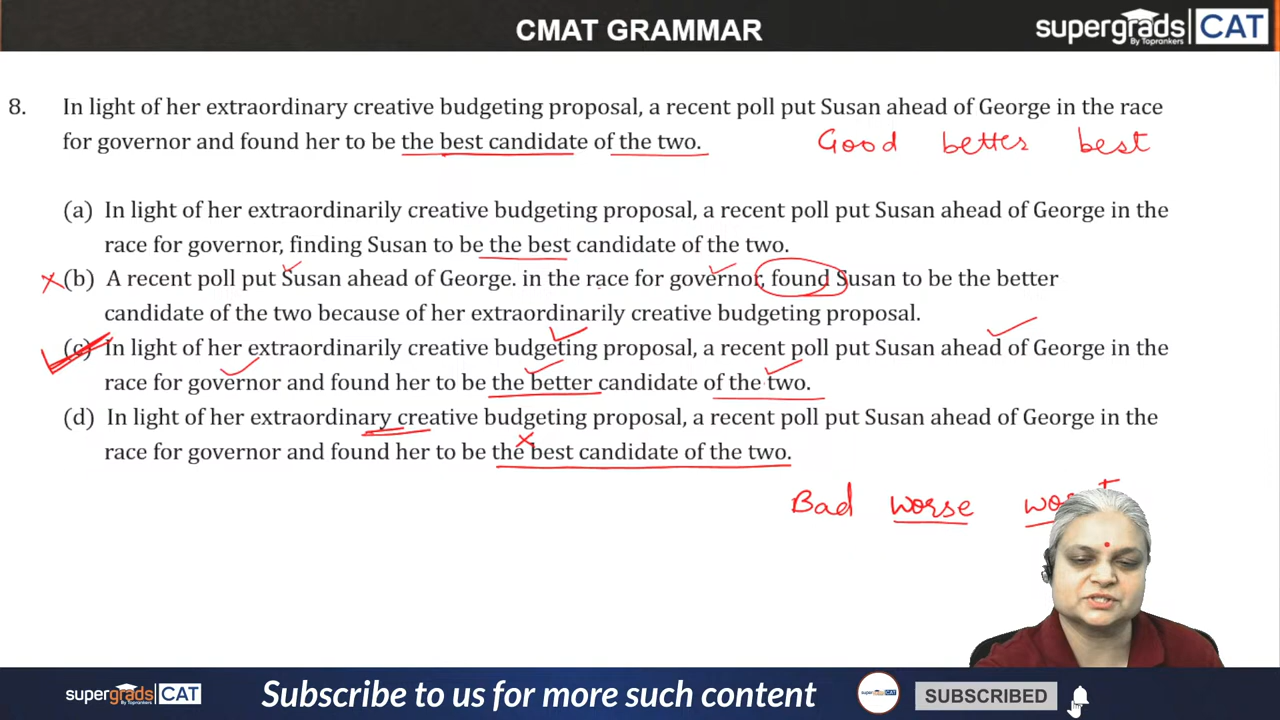 CMAT GRAMMAR
supergrads CAT
By Toprankers
8. In light of her extraordinary creative budgeting proposal, a recent poll put Susan ahead of George in the race
for governor and found her to be the best candidate of the two.
Good better best
(a) In light of her extraordinarily creative budgeting proposal, a recent poll put Susan ahead of George in the
race for governor, finding Susan to be the best candidate of the two.
(b) A recent poll put Susan ahead of George. in the race for governor, found Susan to be the better
candidate of the two because of her extraordinarily creative budgeting proposal.
(c) In light of her extraordinarily creative budgeting proposal, a recent poll put Susan ahead of George in the
race for governor and found her to be the better candidate of the two.
(d) In light of her extraordinary creative budgeting proposal, a recent poll put Susan ahead of George in the
race for governor and found her to be the best candidate of the two.
Bad worse
supergrads CAT
Subscribe to us for more such content
SUBSCRIBED